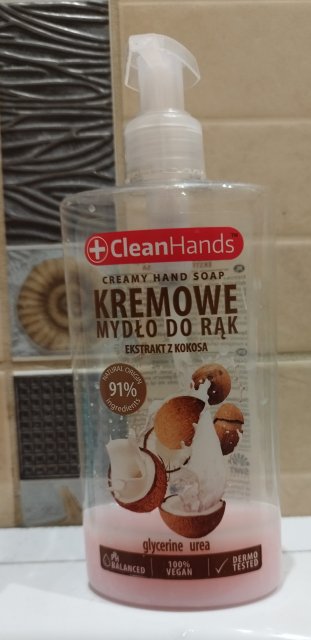 CleanHands™
CREAMY HAND SOAP
KREMOWE
MYDŁO DO RĄK
EKSTRAKT Z KOKOSA
NATURAL ORIGIN
91%
ingredients
glycerine urea
PH BALANCED
100% VEGAN
DERMO TESTED